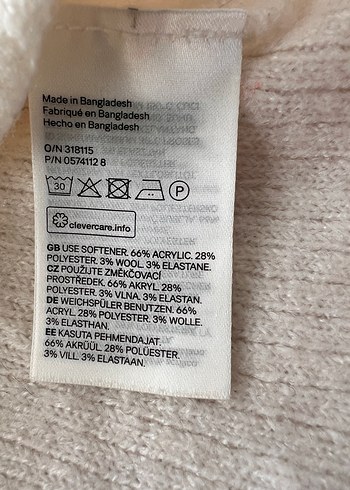 Made in Bangladesh
Fabriqué en Bangladesh
Hecho en Bangladesh
O/N 318115
P/N 0574112 8
30 P
clevercare.info
GB USE SOFTENER. 66% ACRYLIC. 28%
POLYESTER. 3% WOOL. 3% ELASTANE.
CZ POUŽIJTE ZMĚKČOVACÍ
PROSTŘEDEK. 66% AKRYL. 28%
POLYESTER. 3% VLNA. 3% ELASTAN.
DE WEICHSPÜLER BENUTZEN. 66%
ACRYL. 28% POLYESTER. 3% WOLLE.
3% ELASTHAN.
EE KASUTA PEHMENDAJAT.
66% AKRÜÜL. 28% POLÜESTER.
3% VILL. 3% ELASTAAN.